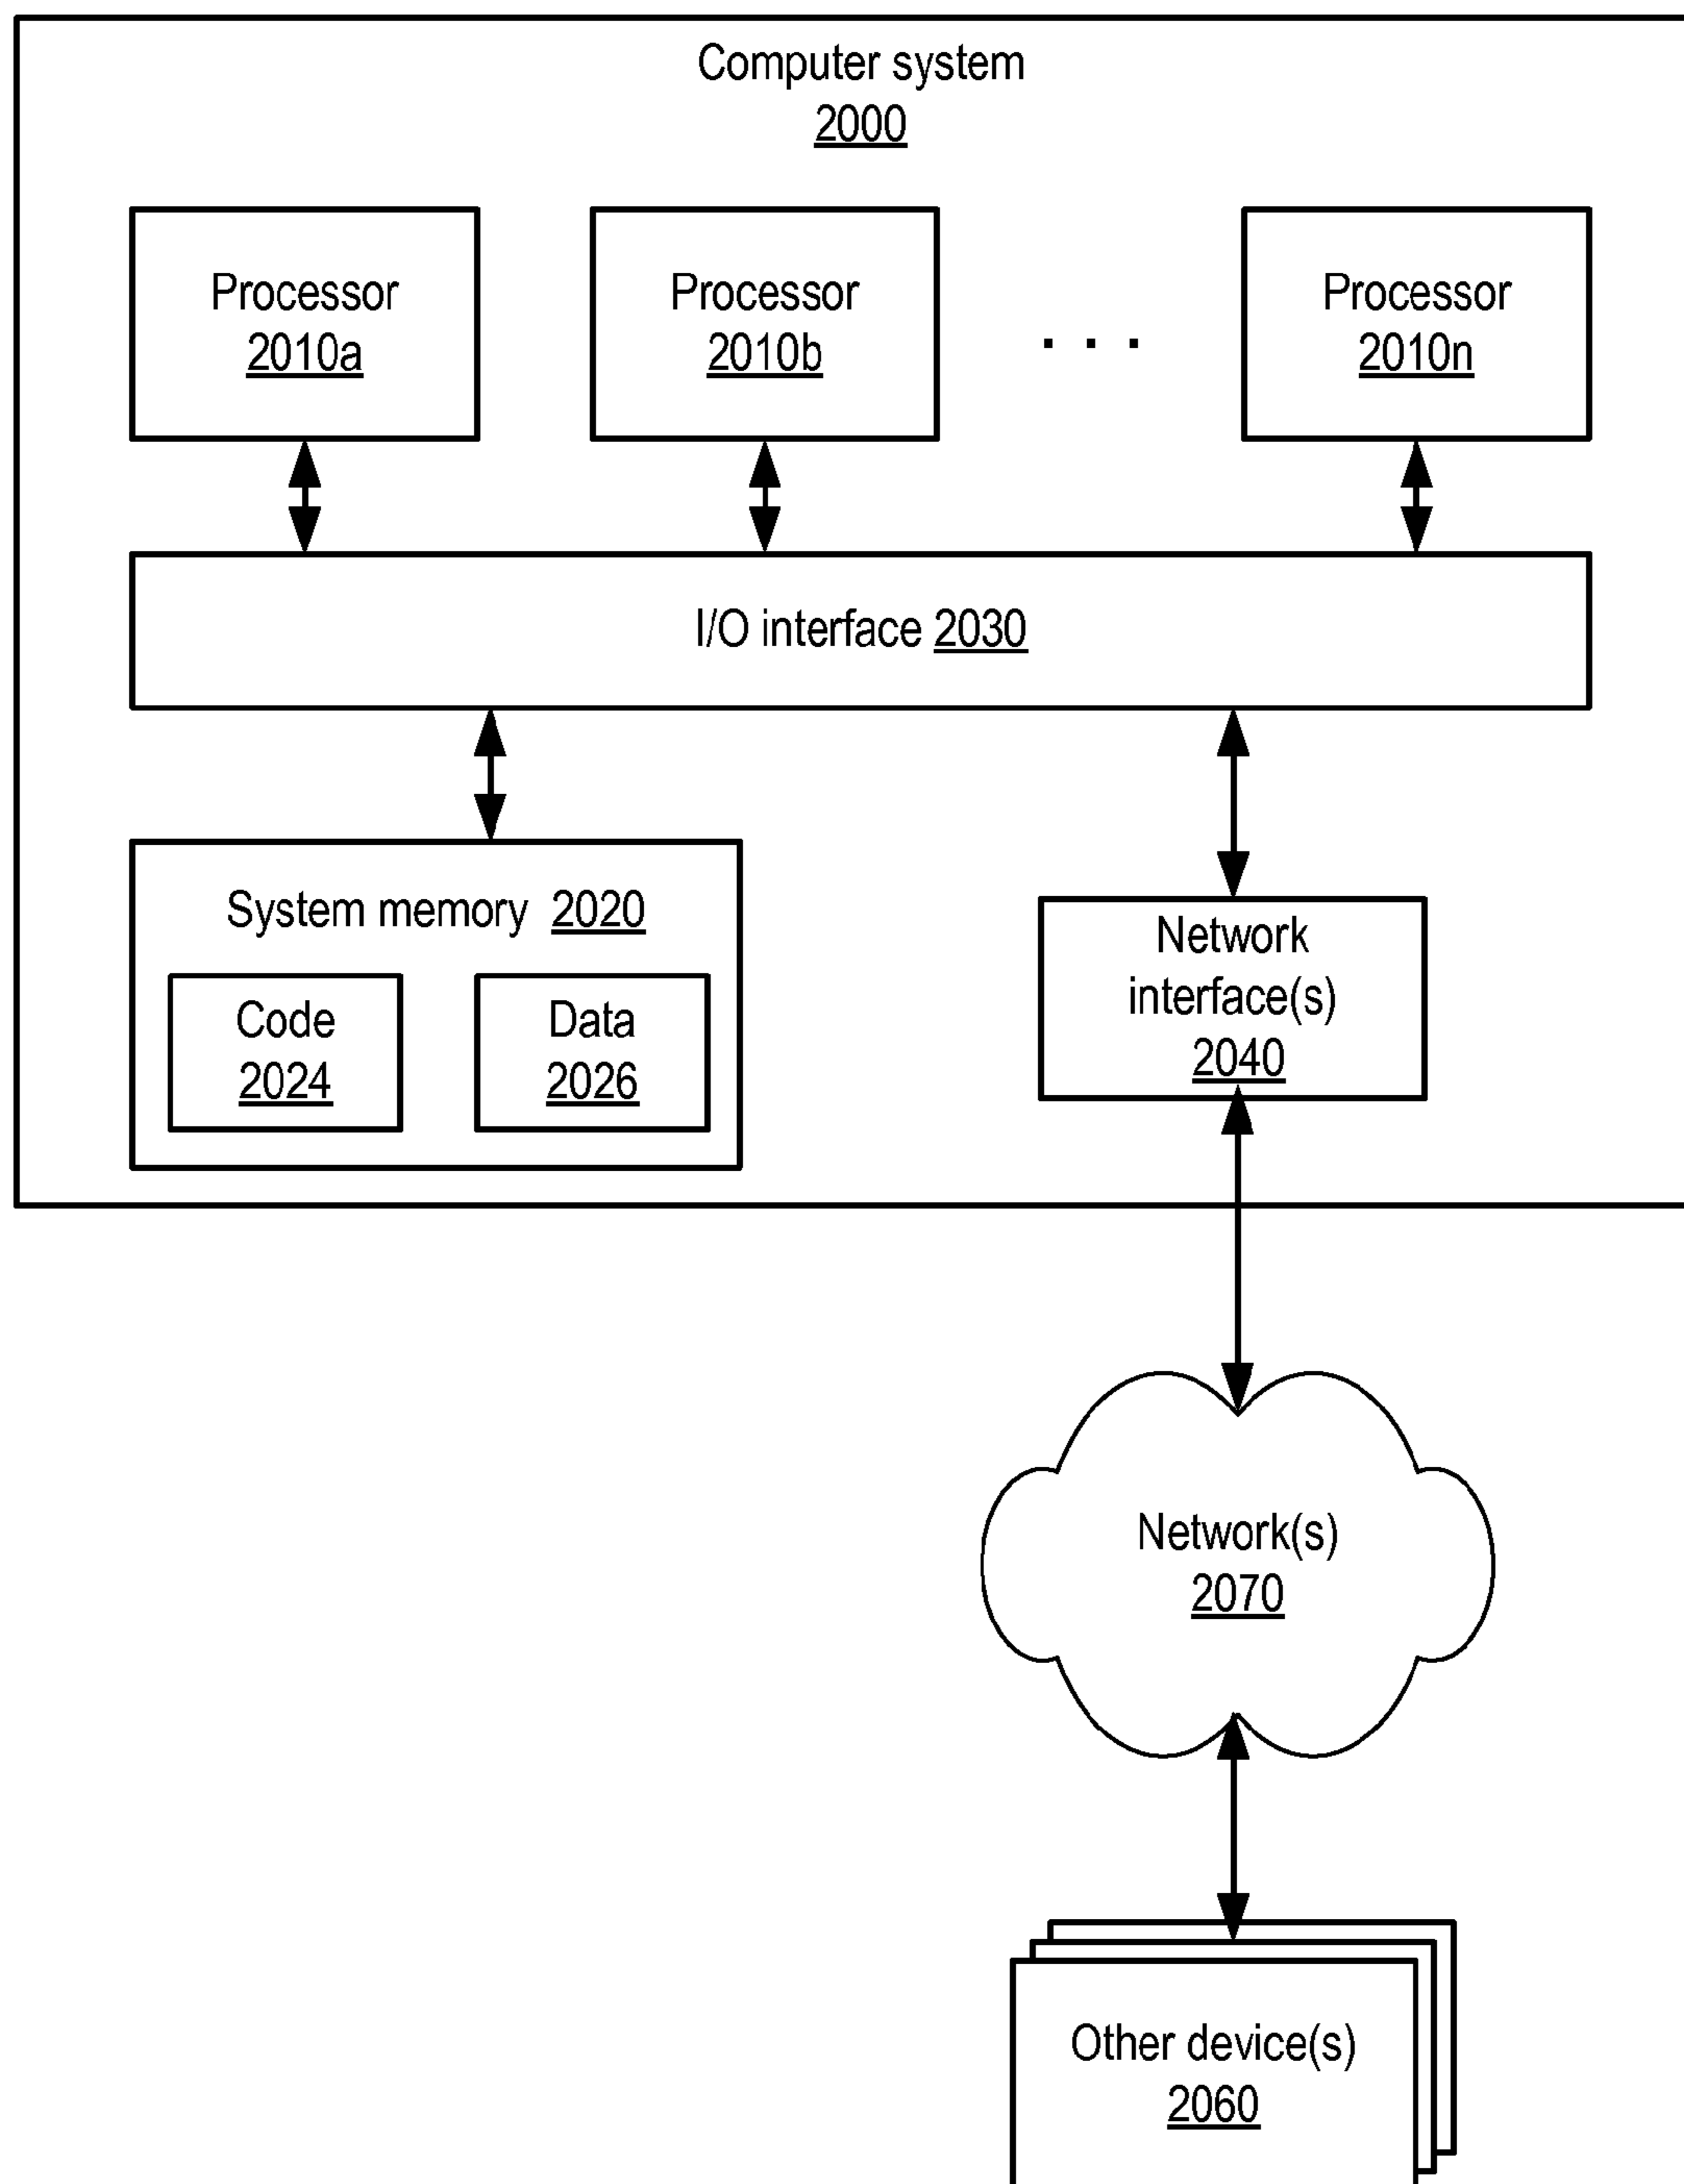 Computer system
2000
Processor
2010a
Processor
2010b
. . .
Processor
2010n
I/O interface 2030
System memory 2020
Code
2024
Data
2026
Network
interface(s)
2040
Network(s)
2070
Other device(s)
2060